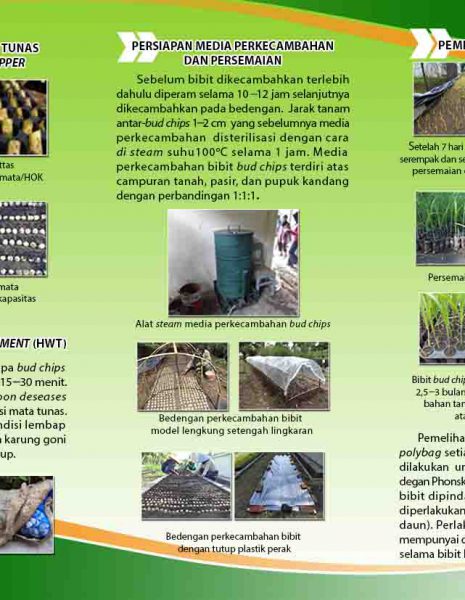 TUNAS
PPER
ttas
mata/HOK
mata
kapasitas
MENT (HWT)
pa bud chips
15–30 menit.
on deseases
si mata tunas.
ndisi lembap
n karung goni
up.
PERSIAPAN MEDIA PERKECAMBAHAN
DAN PERSEMAIAN
Sebelum bibit dikecambahkan terlebih
dahulu diperam selama 10 –12 jam selanjutnya
dikecambahkan pada bedengan. Jarak tanam
antar-bud chips 1–2 cm yang sebelumnya media
perkecambahan disterilisasi dengan cara
di steam suhu100°C selama 1 jam. Media
perkecambahan bibit bud chips terdiri atas
campuran tanah, pasir, dan pupuk kandang
dengan perbandingan 1:1:1.
Alat steam media perkecambahan bud chips
Bedengan perkecambahan bibit
model lengkung setengah lingkaran
Bedengan perkecambahan bibit
dengan tutup plastik perak
PEM
Setelah 7 hari
serempak dan se
persemaian
Persema
Bibit bud chip
2,5–3 bulan
bahan tan
ata
Pemeliha
polybag setia
dilakukan un
degan Phonsk
bibit dipind
diperlakukan
daun). Perlak
mempunyai d
selama bibit